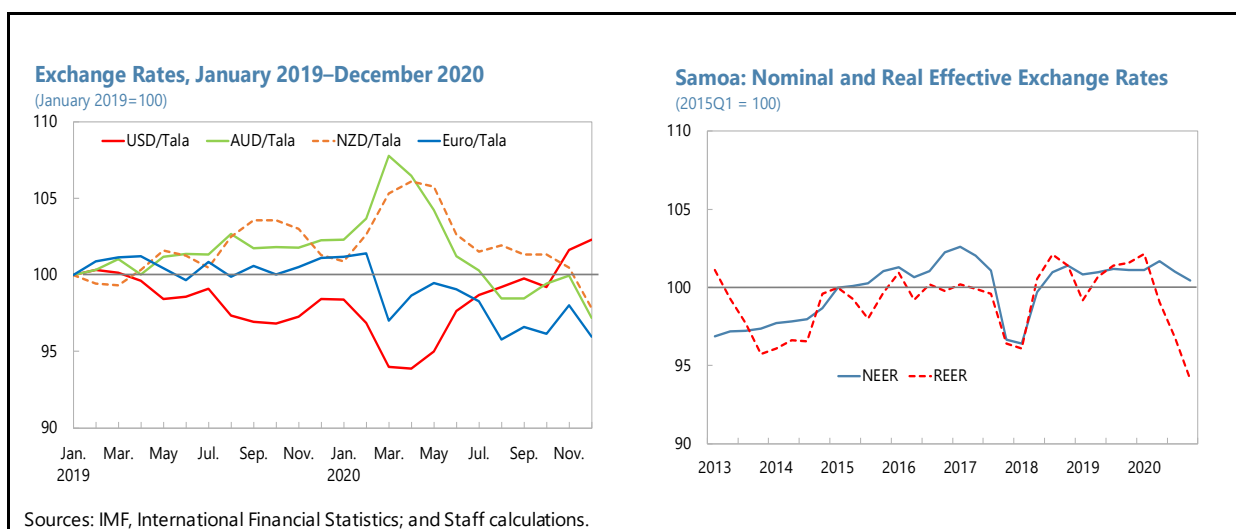 Exchange Rates, January 2019–December 2020
(January 2019=100)
110
USD/Tala AUD/Tala NZD/Tala Euro/Tala
105
100
95
90
Jan. Mar. May Jul. Sep. Nov. Jan. Mar. May Jul. Sep. Nov.
2019 2020
Samoa: Nominal and Real Effective Exchange Rates
(2015Q1 = 100)
110
105
100
95
NEER REER
90
2013 2014 2015 2016 2017 2018 2019 2020
Sources: IMF, International Financial Statistics; and Staff calculations.